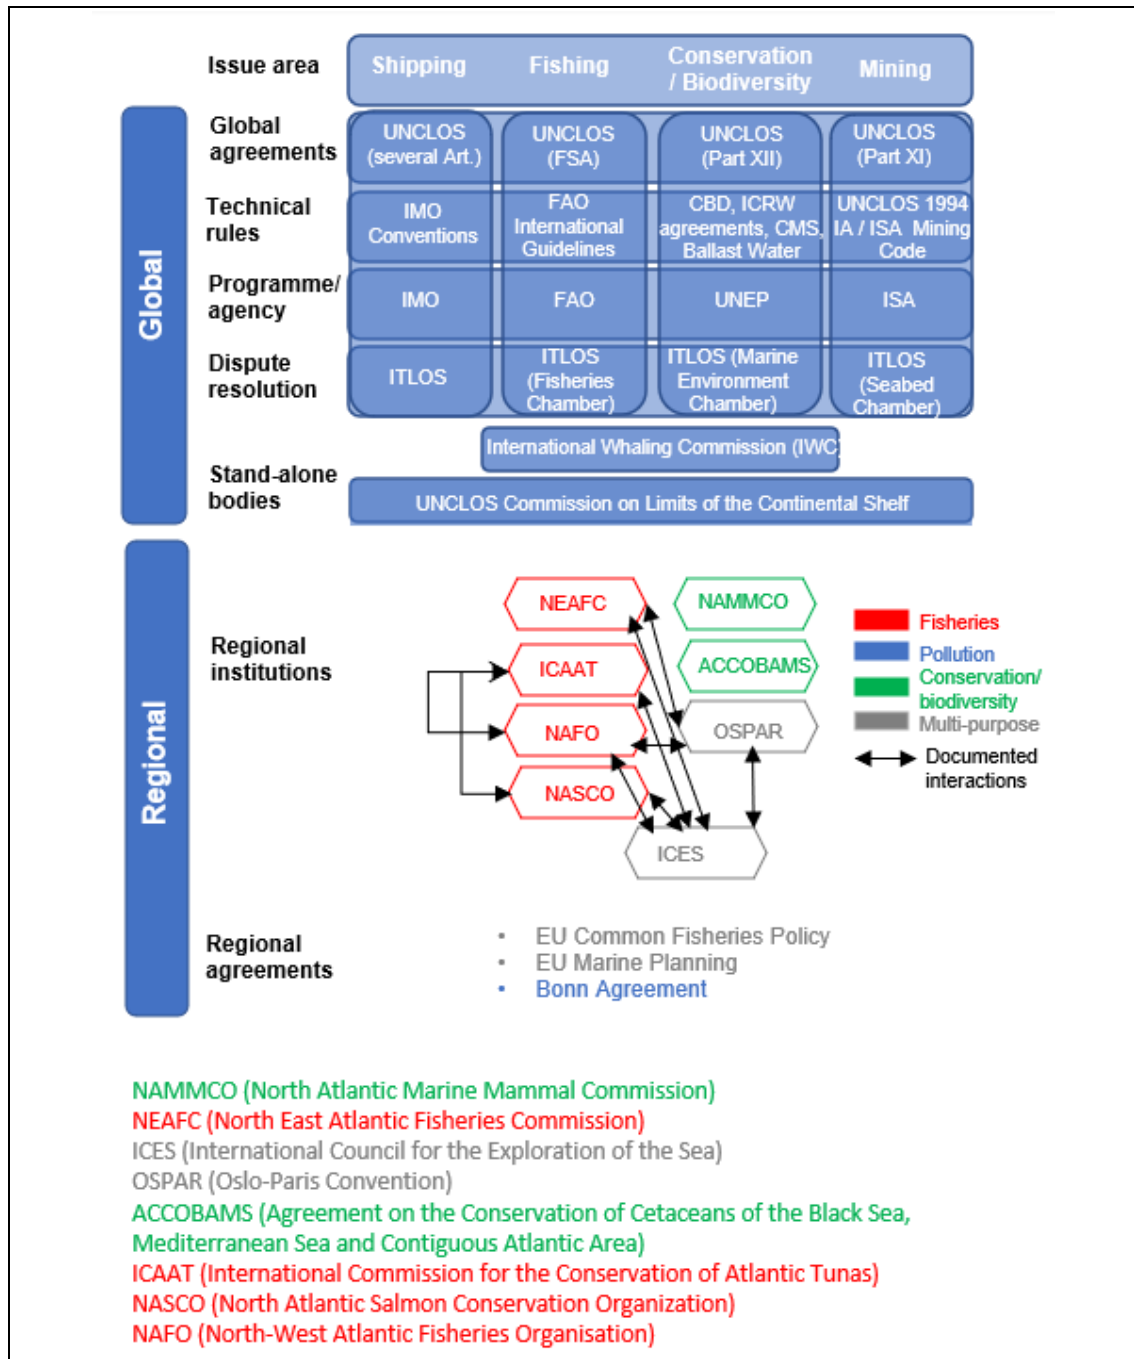 Issue area
Shipping
Fishing
Conservation
/ Biodiversity
Mining
Global
Global
agreements
UNCLOS
(several Art.)
UNCLOS
(FSA)
UNCLOS
(Part XII)
UNCLOS
(Part XI)
Technical
rules
IMO
Conventions
FAO
International
Guidelines
CBD, ICRW
agreements, CMS,
Ballast Water
UNCLOS 1994
IA / ISA Mining
Code
Programme/
agency
IMO
FAO
UNEP
ISA
Dispute
resolution
ITLOS
ITLOS
(Fisheries
Chamber)
ITLOS (Marine
Environment
Chamber)
ITLOS
(Seabed
Chamber)
Stand-alone
bodies
International Whaling Commission (IWC)
UNCLOS Commission on Limits of the Continental Shelf
Regional
Regional
institutions
NEAFC
ICAAT
NAFO
NASCO
NAMMCO
ACCOBAMS
OSPAR
ICES
Fisheries
Pollution
Conservation/
biodiversity
Multi-purpose
Documented
interactions
Regional
agreements
• EU Common Fisheries Policy
• EU Marine Planning
• Bonn Agreement
NAMMCO (North Atlantic Marine Mammal Commission)
NEAFC (North East Atlantic Fisheries Commission)
ICES (International Council for the Exploration of the Sea)
OSPAR (Oslo-Paris Convention)
ACCOBAMS (Agreement on the Conservation of Cetaceans of the Black Sea,
Mediterranean Sea and Contiguous Atlantic Area)
ICAAT (International Commission for the Conservation of Atlantic Tunas)
NASCO (North Atlantic Salmon Conservation Organization)
NAFO (North-West Atlantic Fisheries Organisation)